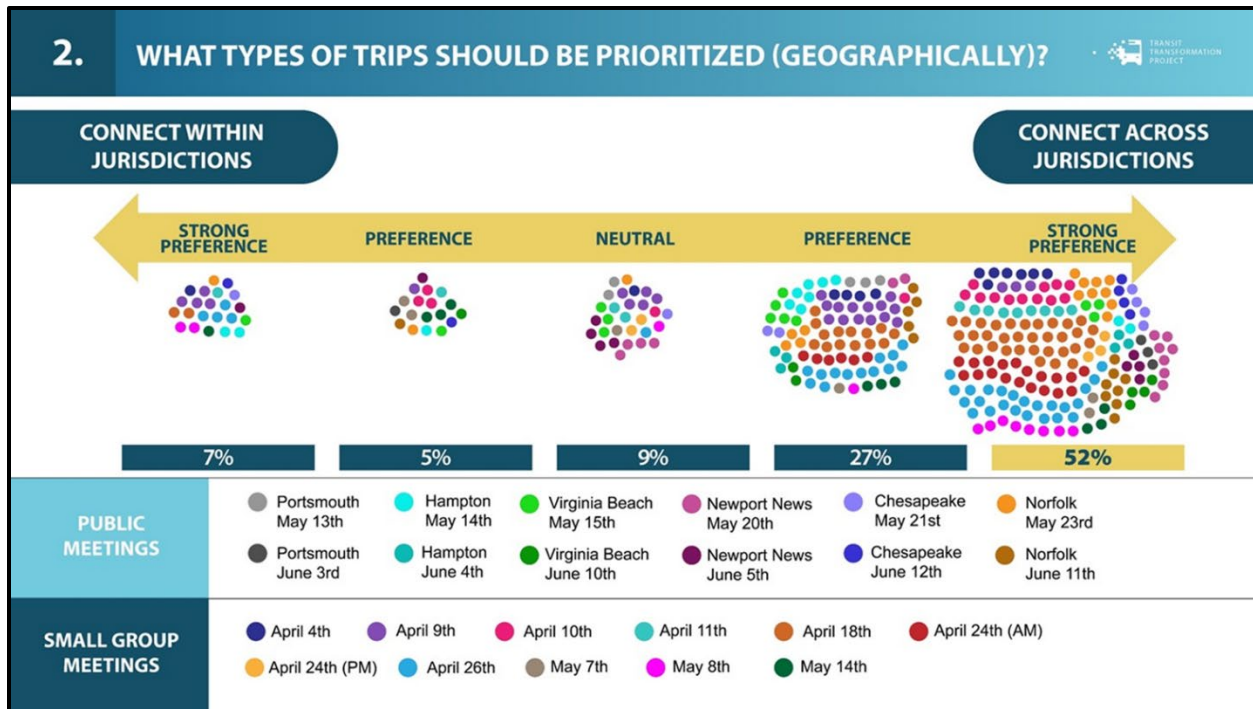 2.
WHAT TYPES OF TRIPS SHOULD BE PRIORITIZED (GEOGRAPHICALLY)?
TRANSIT
TRANSFORMATION
PROJECT
CONNECT WITHIN
JURISDICTIONS
CONNECT ACROSS
JURISDICTIONS
STRONG
PREFERENCE
PREFERENCE
NEUTRAL
PREFERENCE
STRONG
PREFERENCE
7%
5%
9%
27%
52%
PUBLIC
MEETINGS
Portsmouth
May 13th
Hampton
May 14th
Virginia Beach
May 15th
Newport News
May 20th
Chesapeake
May 21st
Norfolk
May 23rd
Portsmouth
June 3rd
Hampton
June 4th
Virginia Beach
June 10th
Newport News
June 5th
Chesapeake
June 12th
Norfolk
June 11th
SMALL GROUP
MEETINGS
April 4th
April 9th
April 10th
April 11th
April 18th
April 24th (AM)
April 24th (PM)
April 26th
May 7th
May 8th
May 14th